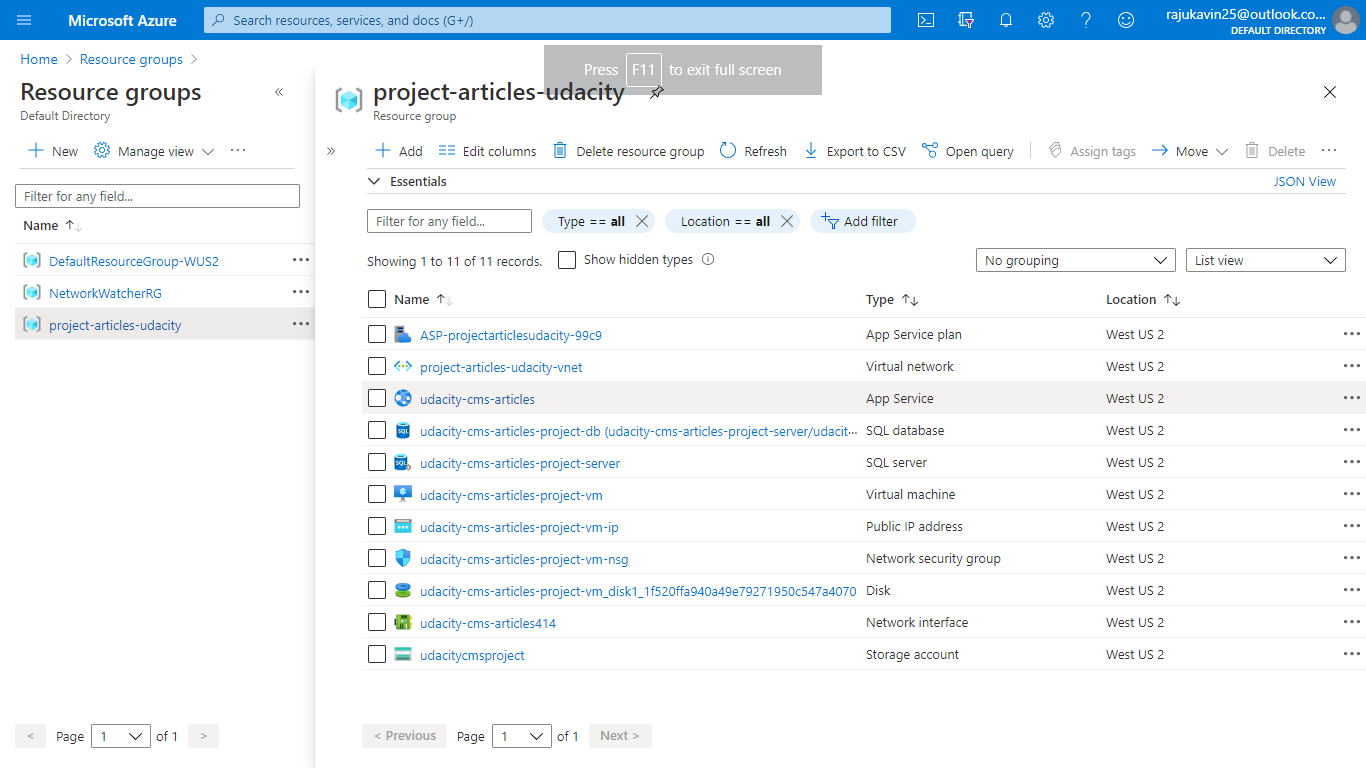 Microsoft Azure
Search resources, services, and docs (G+/)
rajukavin25@outlook.co...
DEFAULT DIRECTORY
Home > Resource groups >
Press F11 to exit full screen
Resource groups
Default Directory
«
project-articles-udacity
Resource group
New Manage view ...
» Add Edit columns Delete resource group Refresh Export to CSV Open query Assign tags Move Delete ...
Essentials JSON View
Filter for any field...
Name
DefaultResourceGroup-WUS2 ...
NetworkWatcherRG ...
project-articles-udacity ...
Filter for any field... Type == all Location == all Add filter
Showing 1 to 11 of 11 records. Show hidden types No grouping List view
Name Type Location
ASP-projectarticlesudacity-99c9 App Service plan West US 2 ...
project-articles-udacity-vnet Virtual network West US 2 ...
udacity-cms-articles App Service West US 2 ...
udacity-cms-articles-project-db (udacity-cms-articles-project-server/udacit... SQL database West US 2 ...
udacity-cms-articles-project-server SQL server West US 2 ...
udacity-cms-articles-project-vm Virtual machine West US 2 ...
udacity-cms-articles-project-vm-ip Public IP address West US 2 ...
udacity-cms-articles-project-vm-nsg Network security group West US 2 ...
udacity-cms-articles-project-vm_disk1_1f520ffa940a49e79271950c547a4070 Disk West US 2 ...
udacity-cms-articles414 Network interface West US 2 ...
udacitycmsproject Storage account West US 2 ...
< Page 1 of 1 >
< Previous Page 1 of 1 Next >